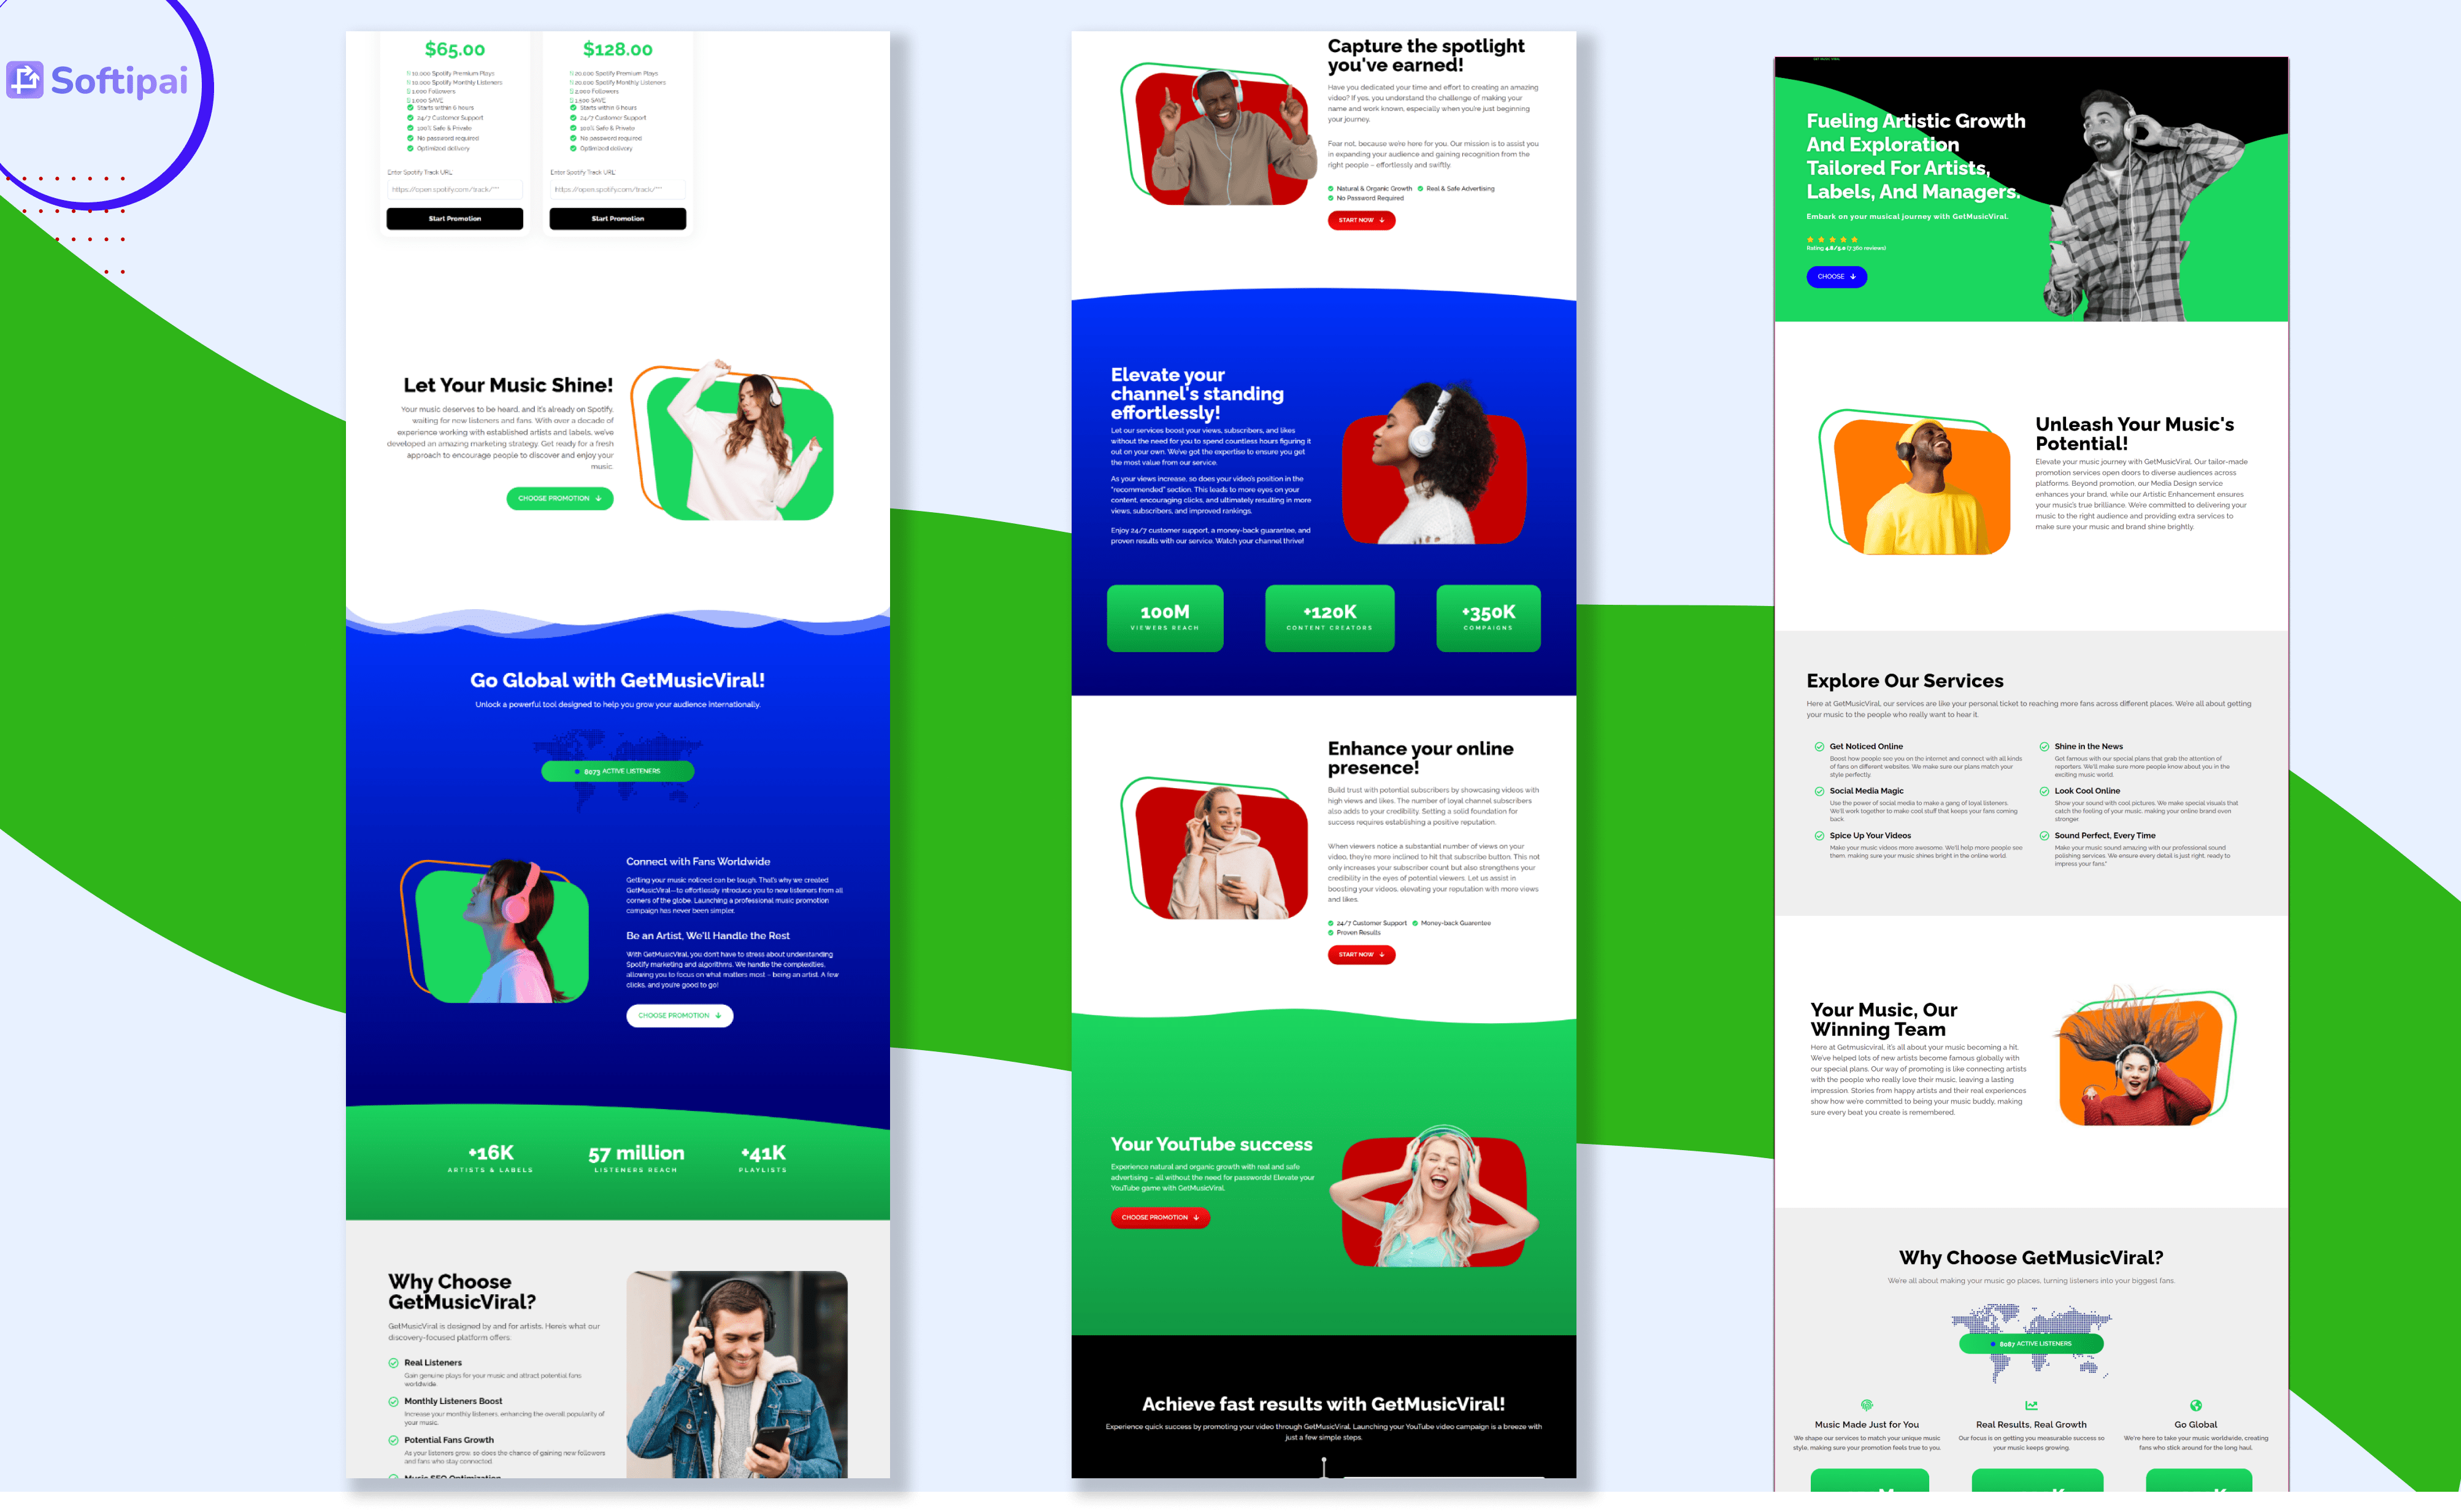 Softipai
$65.00
10.000 Spotify Premium Plays
10.000 Spotify Monthly Listeners
1.000 Followers
1.000 SAVE
Starts within 6 hours
24/7 Customer Support
100% Safe & Private
No password required
Optimized delivery
Enter Spotify Track URL
https://open.spotify.com/track/***
Start Promotion
$128.00
20.000 Spotify Premium Plays
20.000 Spotify Monthly Listeners
2.000 Followers
1.500 SAVE
Starts within 6 hours
24/7 Customer Support
100% Safe & Private
No password required
Optimized delivery
Enter Spotify Track URL
https://open.spotify.com/track/***
Start Promotion
Let Your Music Shine!
Your music deserves to be heard, and it's already on Spotify,
waiting for new listeners and fans. With over a decade of
experience working with established artists and labels, we've
developed an amazing marketing strategy. Get ready for a fresh
approach to encourage people to discover and enjoy your
music.
CHOOSE PROMOTION
Go Global with GetMusicViral!
Unlock a powerful tool designed to help you grow your audience internationally.
8073 ACTIVE LISTENERS
Connect with Fans Worldwide
Getting your music noticed can be tough. That's why we created
GetMusicViral—to effortlessly introduce you to new listeners from all
corners of the globe. Launching a professional music promotion
campaign has never been simpler.
Be an Artist, We'll Handle the Rest
With GetMusicViral, you don't have to stress about understanding
Spotify marketing and algorithms. We handle the complexities,
allowing you to focus on what matters most – being an artist. A few
clicks, and you're good to go!
CHOOSE PROMOTION
+16K
ARTISTS & LABELS
57 million
LISTENERS REACH
+41K
PLAYLISTS
Why Choose
GetMusicViral?
GetMusicViral is designed by and for artists. Here's what our
discovery-focused platform offers:
Real Listeners
Gain genuine plays for your music and attract potential fans
worldwide.
Monthly Listeners Boost
Increase your monthly listeners, enhancing the overall popularity of
your music.
Potential Fans Growth
As your listeners grow, so does the chance of gaining new followers
and fans who stay connected.
Music SEO Optimization
Capture the spotlight
you've earned!
Have you dedicated your time and effort to creating an amazing
video? If yes, you understand the challenge of making your
name and work known, especially when you're just beginning
your journey.
Fear not, because we're here for you. Our mission is to assist you
in expanding your audience and gaining recognition from the
right people – effortlessly and swiftly.
Natural & Organic Growth
Real & Safe Advertising
No Password Required
START NOW
Elevate your
channel's standing
effortlessly!
Let our services boost your views, subscribers, and likes
without the need for you to spend countless hours figuring it
out on your own. We've got the expertise to ensure you get
the most value from our service.
As your views increase, so does your video's position in the
"recommended" section. This leads to more eyes on your
content, encouraging clicks, and ultimately resulting in more
views, subscribers, and improved rankings.
Enjoy 24/7 customer support, a money-back guarantee, and
proven results with our service. Watch your channel thrive!
100M
VIEWERS REACH
+120K
CONTENT CREATORS
+350K
COMPAIGNS
Enhance your online
presence!
Build trust with potential subscribers by showcasing videos with
high views and likes. The number of loyal channel subscribers
also adds to your credibility. Setting a solid foundation for
success requires establishing a positive reputation.
When viewers notice a substantial number of views on your
video, they're more inclined to hit that subscribe button. This not
only increases your subscriber count but also strengthens your
credibility in the eyes of potential viewers. Let us assist in
boosting your videos, elevating your reputation with more views
and likes.
24/7 Customer Support
Money-back Guarentee
Proven Results
START NOW
Your YouTube success
Experience natural and organic growth with real and safe
advertising – all without the need for passwords! Elevate your
YouTube game with GetMusicViral.
CHOOSE PROMOTION
Achieve fast results with GetMusicViral!
Experience quick success by promoting your video through GetMusicViral. Launching your YouTube video campaign is a breeze with
just a few simple steps.
Fueling Artistic Growth
And Exploration
Tailored For Artists,
Labels, And Managers.
Embark on your musical journey with GetMusicViral.
Rating 4.8/5.0 (7,360 reviews)
CHOOSE
Unleash Your Music's
Potential!
Elevate your music journey with GetMusicViral. Our tailor-made
promotion services open doors to diverse audiences across
platforms. Beyond promotion, our Media Design service
enhances your brand, while our Artistic Enhancement ensures
your music's true brilliance. We're committed to delivering your
music to the right audience and providing extra services to
make sure your music and brand shine brightly.
Explore Our Services
Here at GetMusicViral, our services are like your personal ticket to reaching more fans across different places. We're all about getting
your music to the people who really want to hear it.
Get Noticed Online
Boost how people see you on the internet and connect with all kinds
of fans on different websites. We make sure our plans match your
style perfectly.
Shine in the News
Get famous with our special plans that grab the attention of
reporters. We'll make sure more people know about you in the
exciting music world.
Social Media Magic
Use the power of social media to make a gang of loyal listeners.
We'll work together to make cool stuff that keeps your fans coming
back.
Look Cool Online
Show your sound with cool pictures. We make special visuals that
catch the feeling of your music, making your online brand even
stronger.
Spice Up Your Videos
Make your music videos more awesome. We'll help more people see
them, making sure your music shines bright in the online world.
Sound Perfect, Every Time
Make your music sound amazing with our professional sound
polishing services. We ensure every detail is just right, ready to
impress your fans."
Your Music, Our
Winning Team
Here at Getmusicviral, it's all about your music becoming a hit.
We've helped lots of new artists become famous globally with
our special plans. Our way of promoting is like connecting artists
with the people who really love their music, leaving a lasting
impression. Stories from happy artists and their real experiences
show how we're committed to being your music buddy, making
sure every beat you create is remembered.
Why Choose GetMusicViral?
We're all about making your music go places, turning listeners into your biggest fans.
8087 ACTIVE LISTENERS
Music Made Just for You
We shape our services to match your unique music
style, making sure your promotion feels true to you.
Real Results, Real Growth
Our focus is on getting you measurable success so
your music keeps growing.
Go Global
We're here to take your music worldwide, creating
fans who stick around for the long haul.